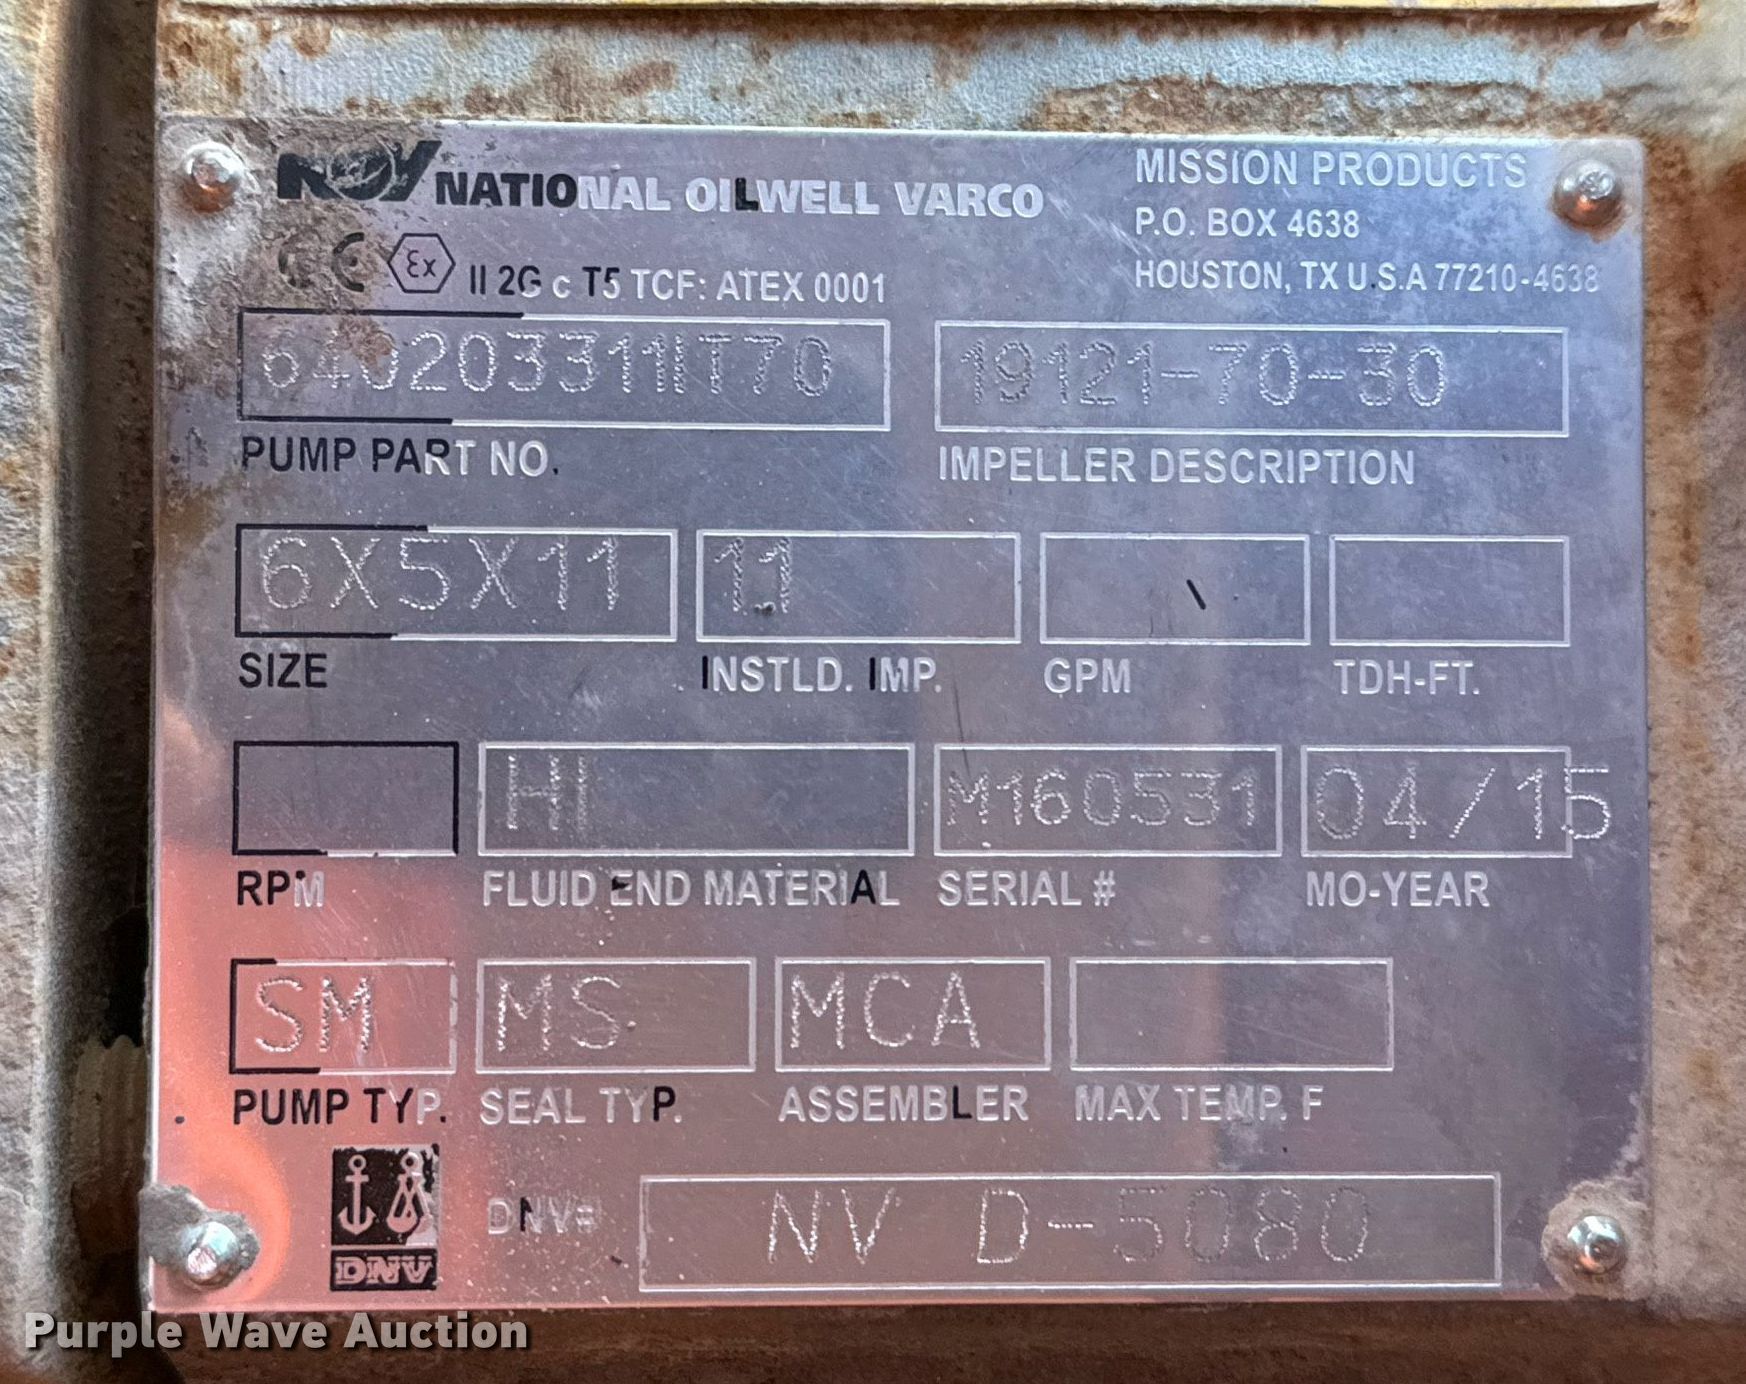 NOV NATIONAL OILWELL VARCO
MISSION PRODUCTS
P.O. BOX 4638
HOUSTON, TX U.S.A 77210-4638
CE Ex II 2G c T5 TCF: ATEX 0001
640203311IIT70
19121-70-30
PUMP PART NO.
IMPELLER DESCRIPTION
6X5X11
11
SIZE
INSTLD. IMP.
GPM
TDH-FT.
HI
M160531
04/15
RPM
FLUID END MATERIAL
SERIAL #
MO-YEAR
SM
MS
MCA
PUMP TYP.
SEAL TYP.
ASSEMBLER
MAX TEMP. F
DNV
DNV#
NV D-5080
Purple Wave Auction